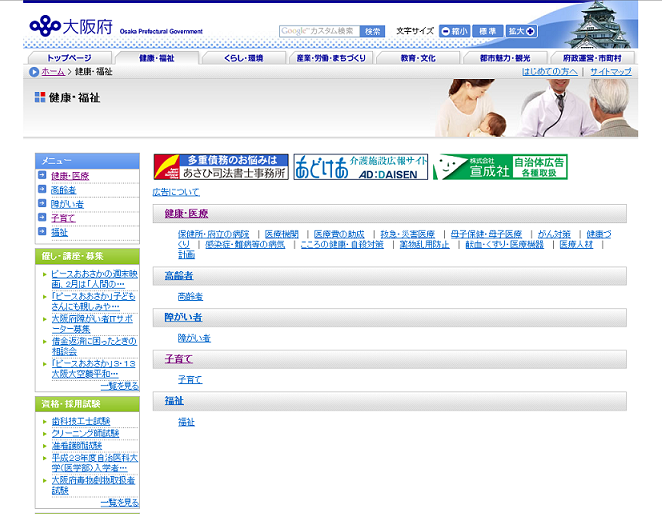 大阪府
Osaka Prefectural Government
Google カスタム検索
検索
文字サイズ
縮小
標準
拡大
トップページ
健康・福祉
くらし・環境
産業・労働・まちづくり
教育・文化
都市魅力・観光
府政運営・市町村
ホーム > 健康・福祉
はじめての方へ | サイトマップ
健康・福祉
メニュー
健康・医療
高齢者
障がい者
子育て
福祉
催し・講座・募集
ピースおおさかの週末映
画、2月は「人間の…
「ピースおおさか」子ども
さんにも親しみや…
大阪府障がい者ITサポ
ーター募集
借金返済に困ったときの
相談会
「ピースおおさか」3・13
大阪大空襲平和…
一覧を見る
資格・採用試験
歯科技工士試験
クリーニング師試験
准看護師試験
平成23年度自治医科大
学(医学部)入学者…
大阪府毒物劇物取扱者
試験
一覧を見る
多重債務のお悩みは
あさひ司法書士事務所
あどけあ
介護施設広報サイト
AD:DAISEN
株式会社
宣成社
自治体広告
各種取扱
広告について
健康・医療
保健所・府立の病院 | 医療機関 | 医療費の助成 | 救急・災害医療 | 母子保健・母子医療 | がん対策 | 健康づ
くり | 感染症・難病等の病気 | こころの健康・自殺対策 | 薬物乱用防止 | 献血・くすり・医療機器 | 医療人材 |
計画
高齢者
高齢者
障がい者
障がい者
子育て
子育て
福祉
福祉